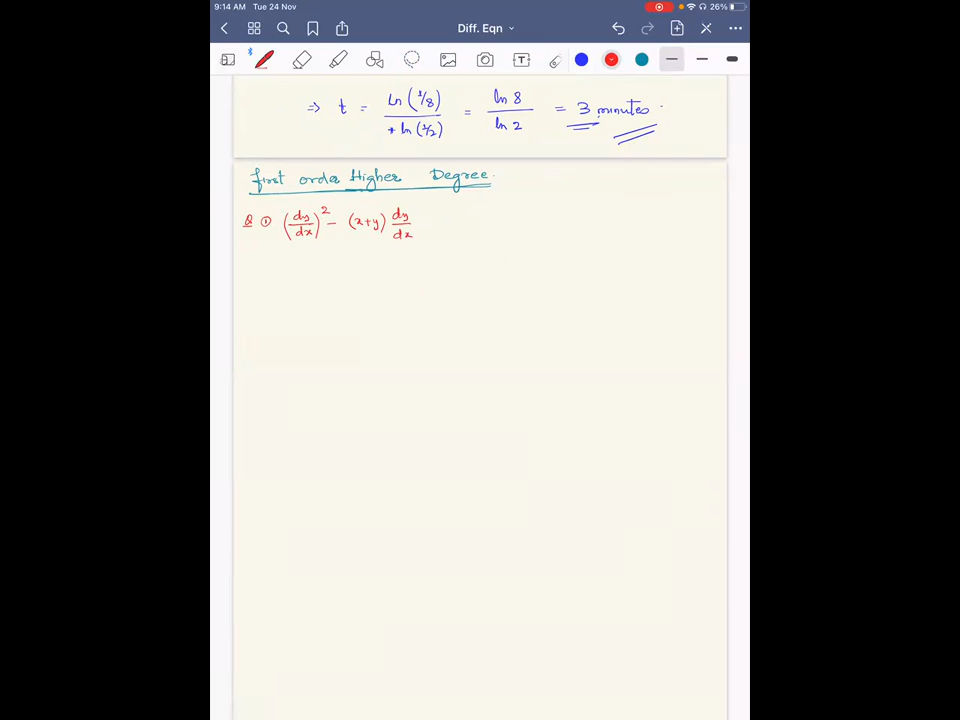 9:14 AM Tue 24 Nov 26%
Diff. Eqn
⇒ t = ln (1/8) / + ln (1/2) = ln 8 / ln 2 = 3 minutes.
First order Higher Degree.
Q ① (dy/dx)² - (x+y) dy/dx